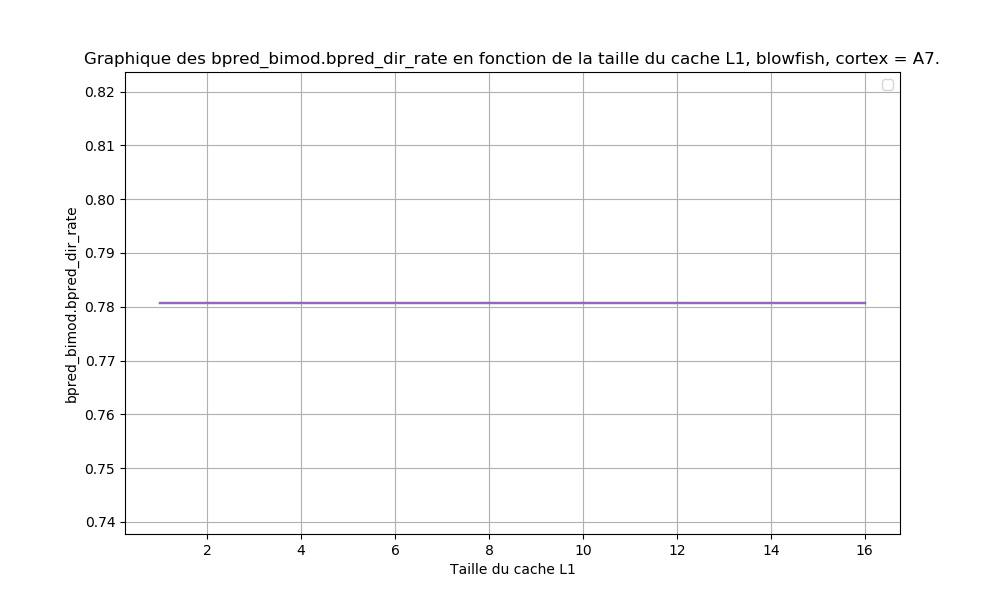 Graphique des bpred_bimod.bpred_dir_rate en fonction de la taille du cache L1, blowfish, cortex = A7.
bpred_bimod.bpred_dir_rate
0.82
0.81
0.80
0.79
0.78
0.77
0.76
0.75
0.74
2 4 6 8 10 12 14 16
Taille du cache L1